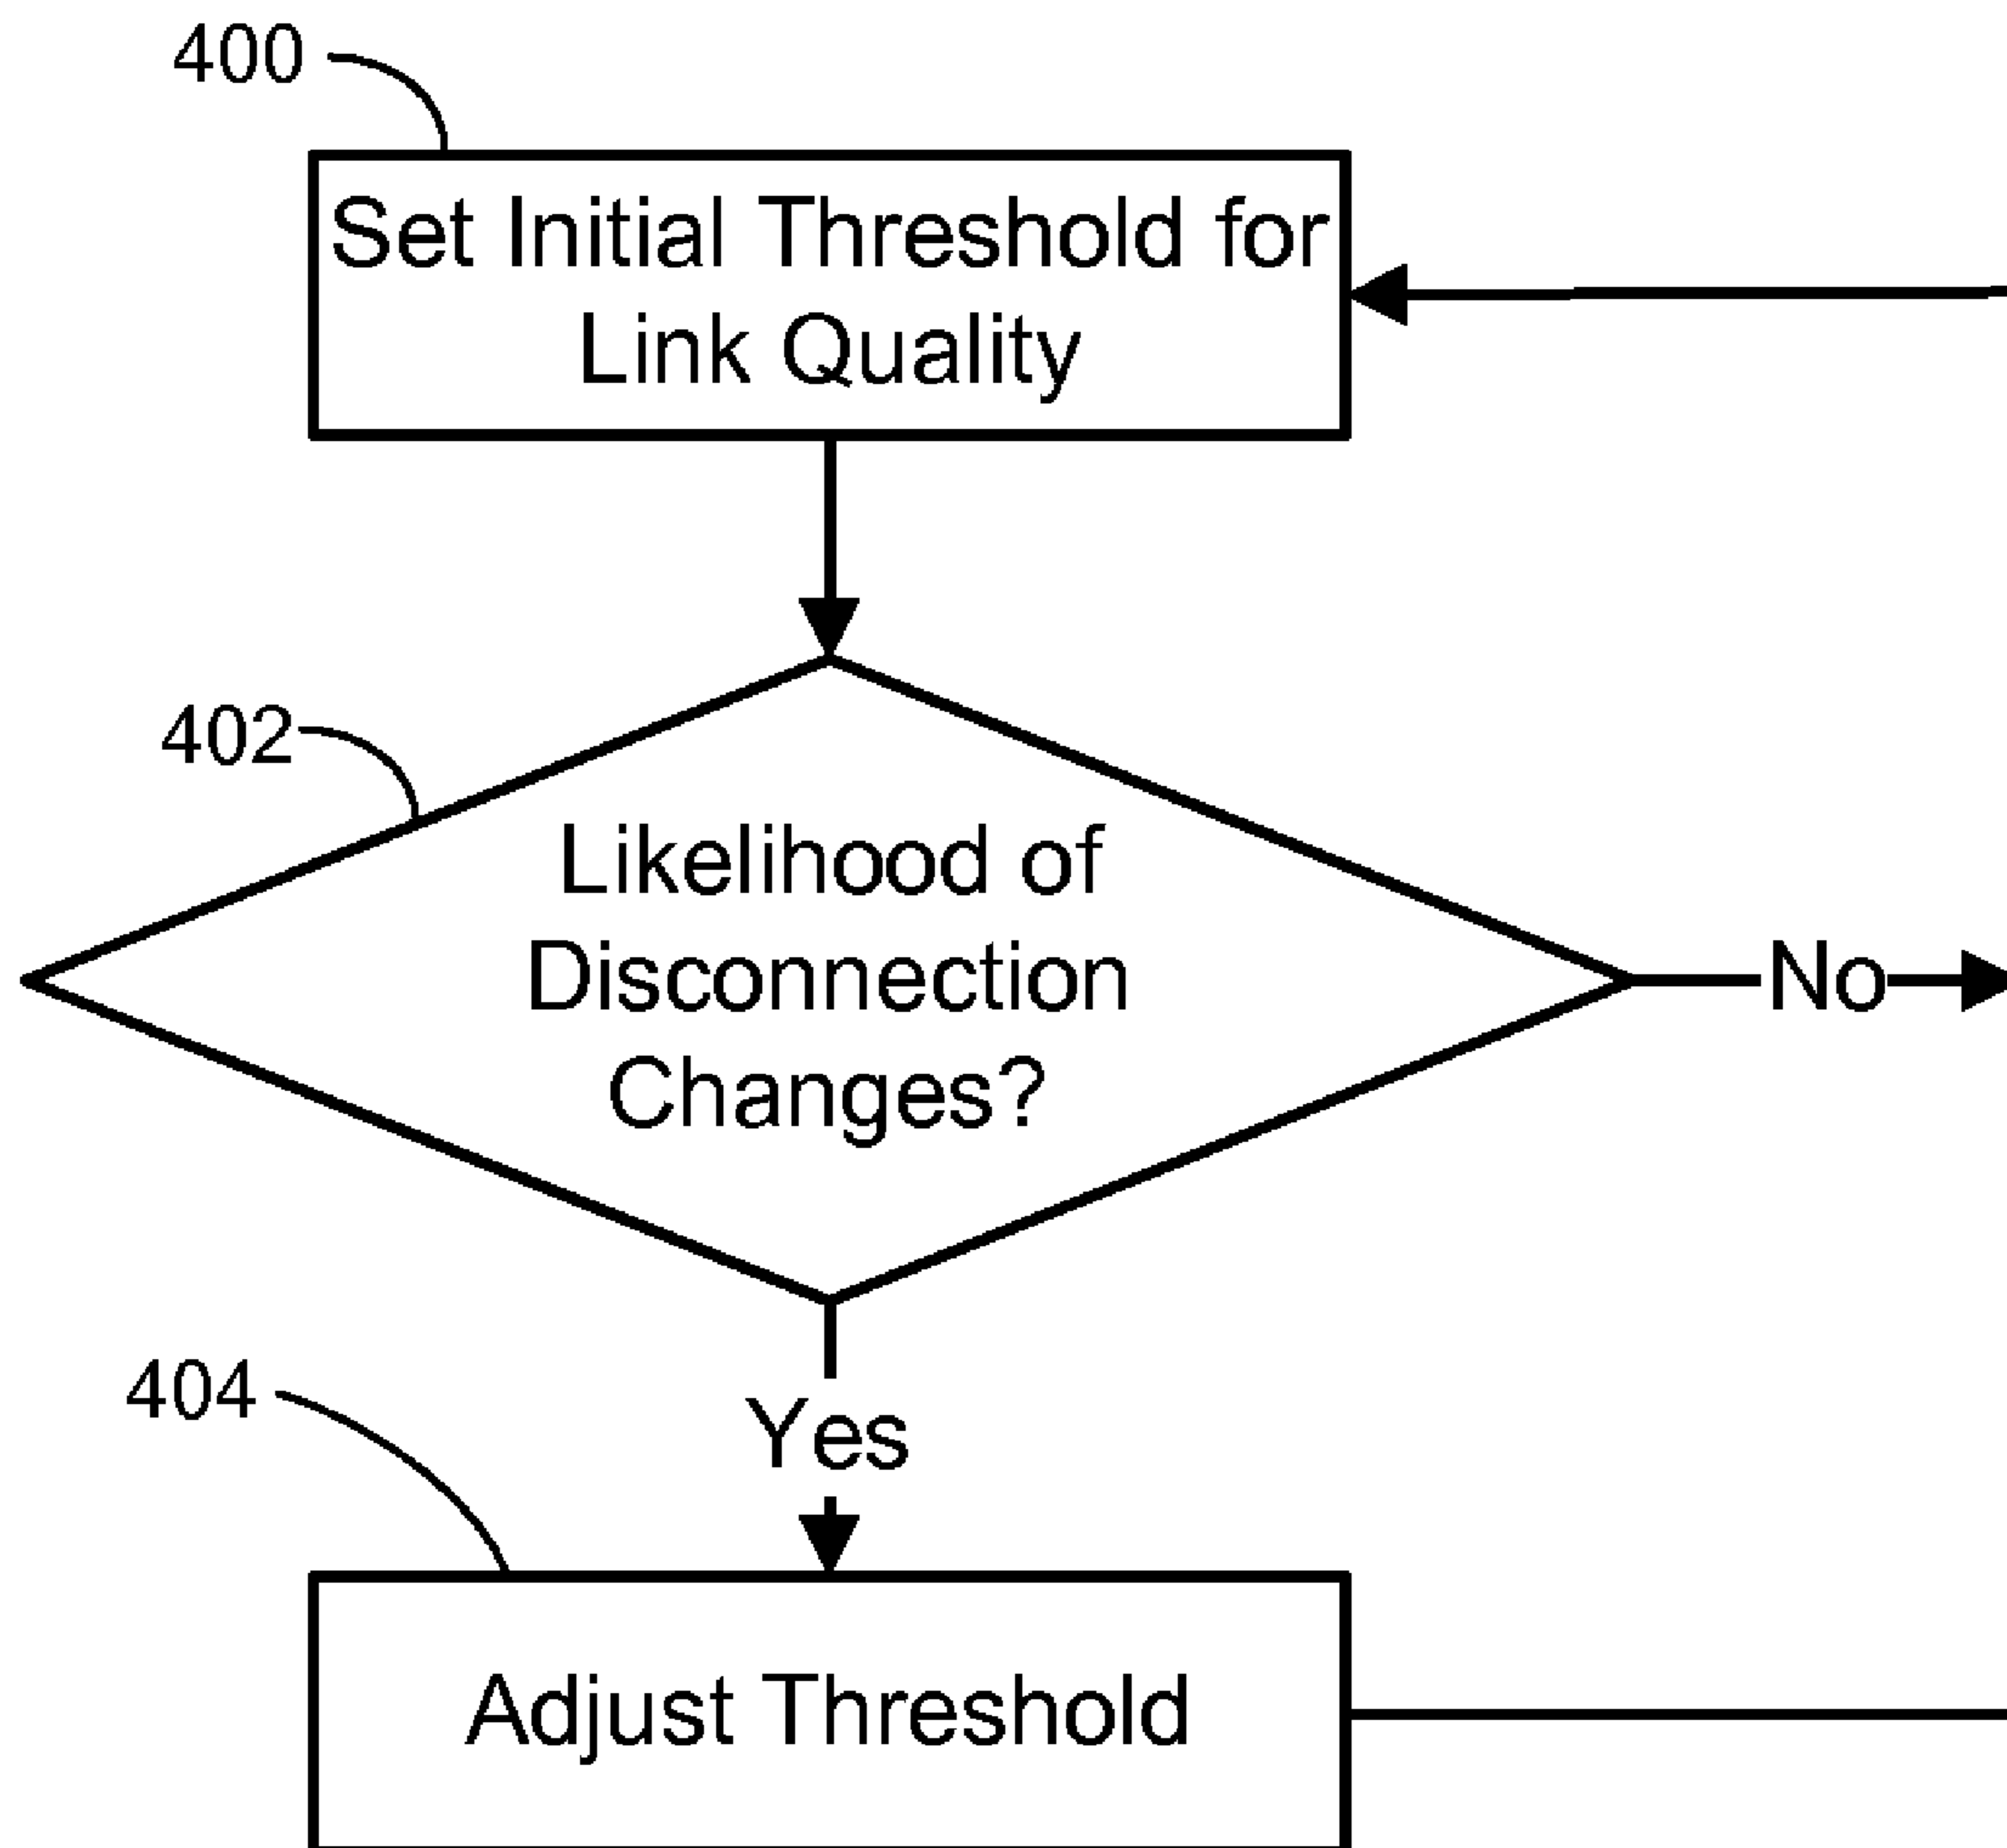 400
Set Initial Threshold for
Link Quality
402
Likelihood of
Disconnection
Changes?
No
404
Yes
Adjust Threshold